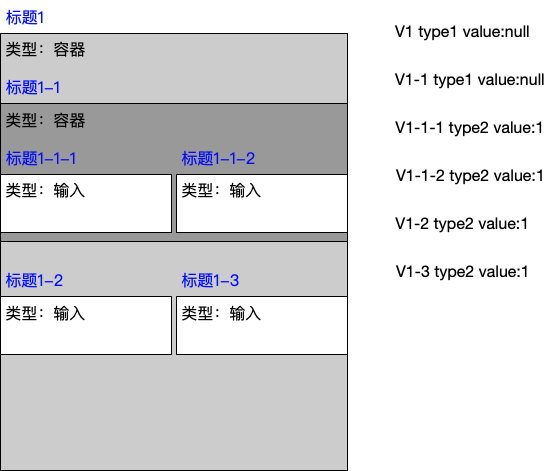 标题1
类型：容器
标题1-1
类型：容器
标题1-1-1
标题1-1-2
类型：输入
类型：输入
标题1-2
标题1-3
类型：输入
类型：输入
V1 type1 value:null
V1-1 type1 value:null
V1-1-1 type2 value:1
V1-1-2 type2 value:1
V1-2 type2 value:1
V1-3 type2 value:1